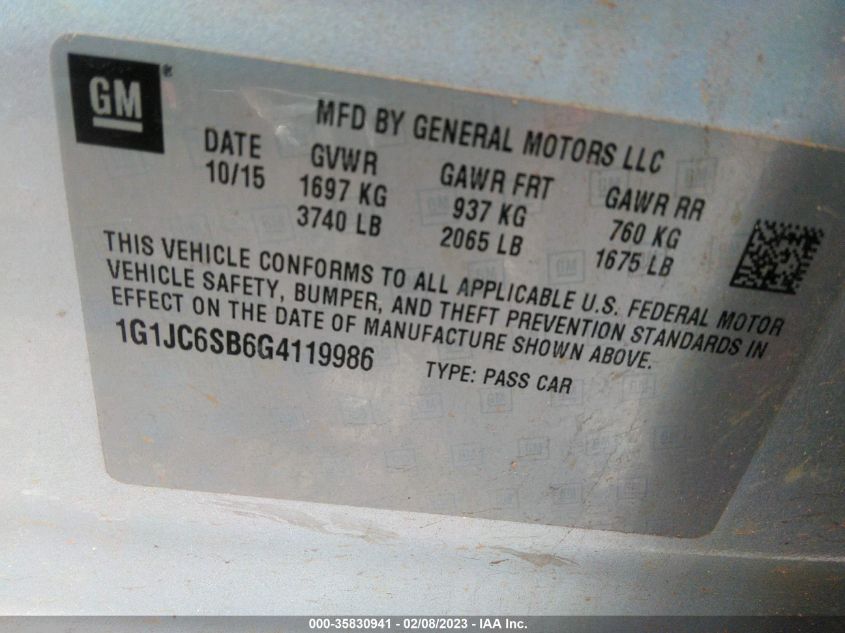 GM®
MFD BY GENERAL MOTORS LLC
DATE GVWR GAWR FRT GAWR RR
10/15 1697 KG 937 KG 760 KG
3740 LB 2065 LB 1675 LB
THIS VEHICLE CONFORMS TO ALL APPLICABLE U.S. FEDERAL MOTOR
VEHICLE SAFETY, BUMPER, AND THEFT PREVENTION STANDARDS IN
EFFECT ON THE DATE OF MANUFACTURE SHOWN ABOVE.
1G1JC6SB6G4119986 TYPE: PASS CAR
000-35830941 - 02/08/2023 - IAA Inc.